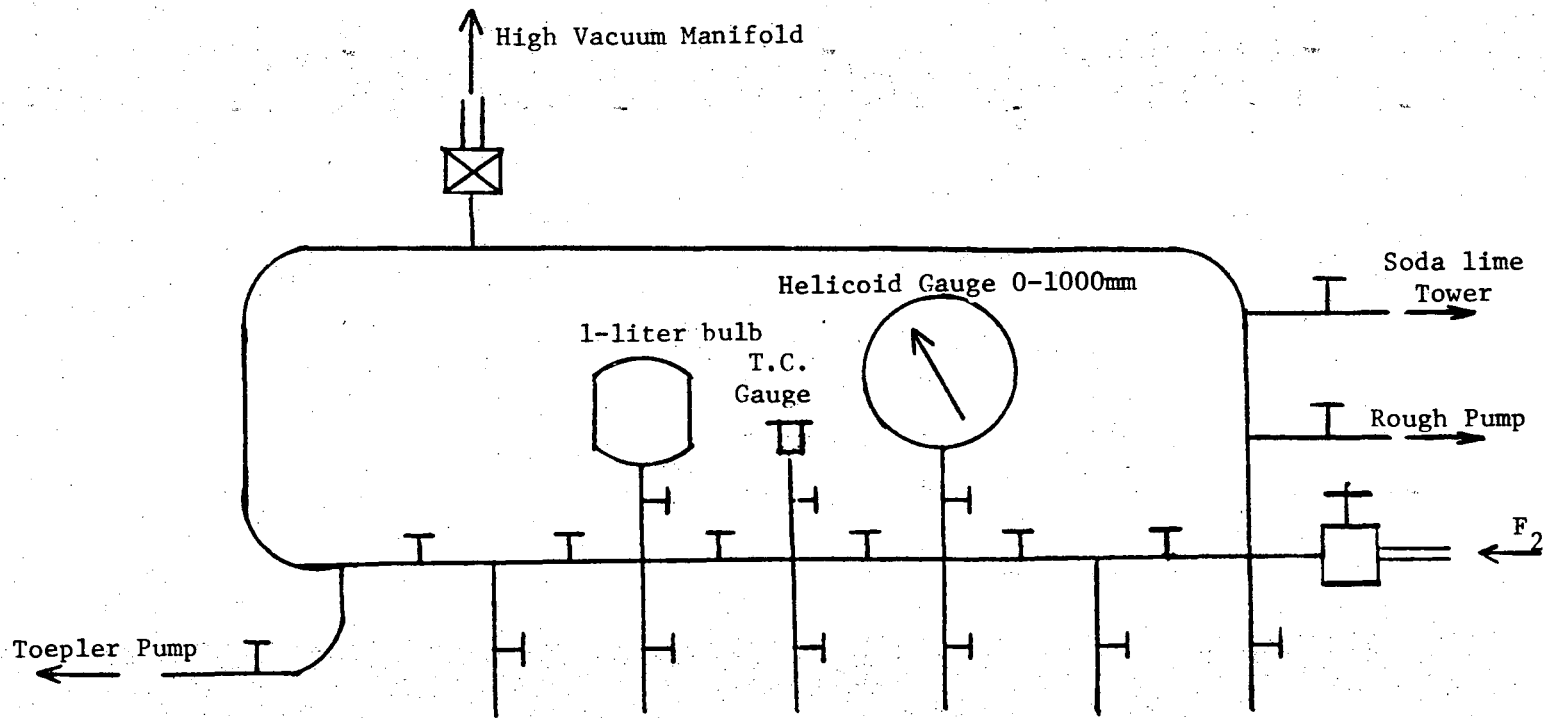 High Vacuum Manifold
Soda lime
Tower
Helicoid Gauge 0-1000mm
1-liter bulb
T.C.
Gauge
Rough Pump
F2
Toepler Pump